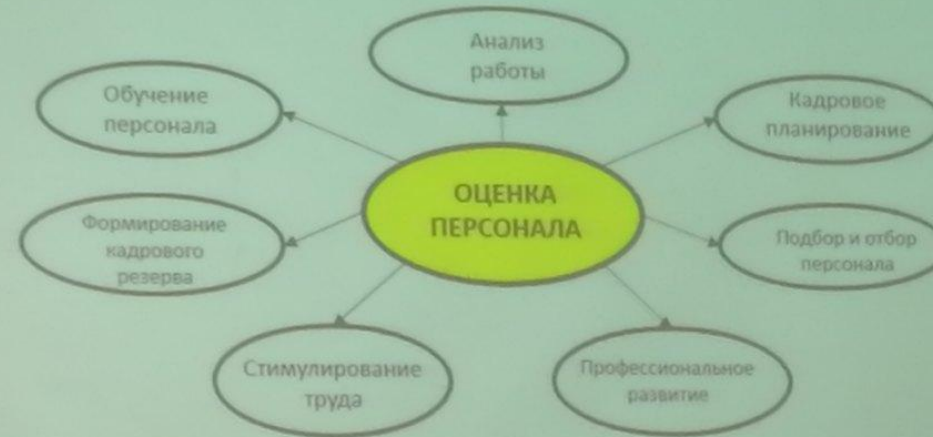 Анализ
работы
Обучение
персонала
Кадровое
планирование
ОЦЕНКА
ПЕРСОНАЛА
Формирование
кадрового
резерва
Подбор и отбор
персонала
Стимулирование
труда
Профессиональное
развитие